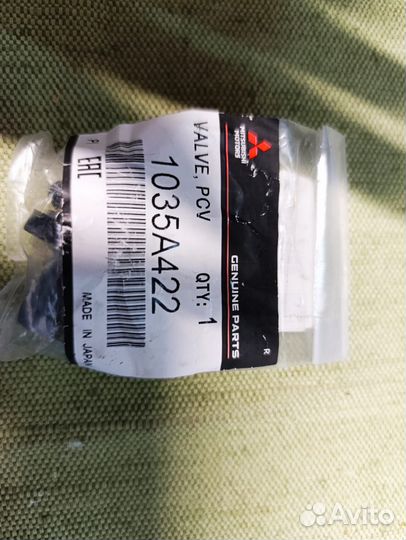 MITSUBISHI
MOTORS
GENUINE PARTS
R
VALVE, PCV
QTY: 1
1035A422
P EAC
MADE IN JAPAN
Avito